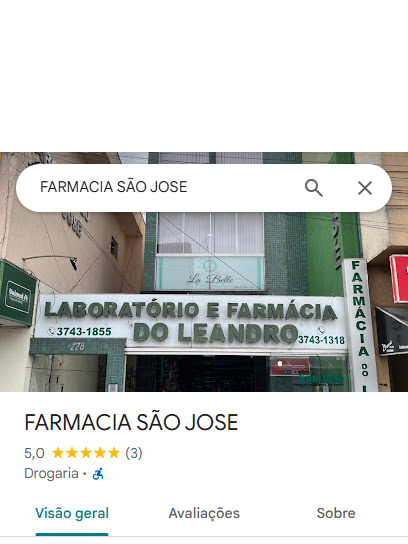 FARMACIA SÃO JOSE
La Belle
LABORATÓRIO E FARMÁCIA
DO LEANDRO
3743-1855
3743-1318
278
FARMÁCIA DO L
FARMACIA SÃO JOSE
5,0 (3)
Drogaria ·
Visão geral
Avaliações
Sobre